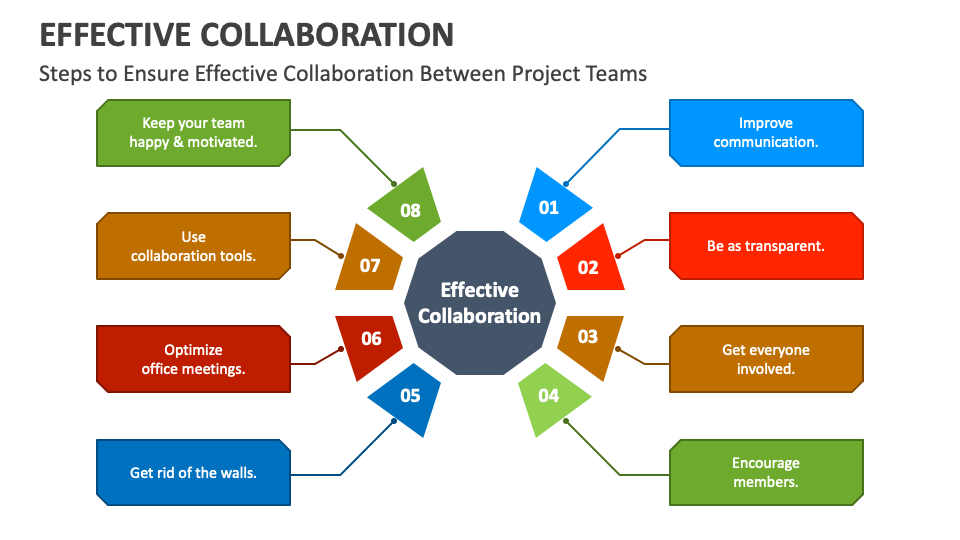 EFFECTIVE COLLABORATION
Steps to Ensure Effective Collaboration Between Project Teams
Keep your team
happy & motivated.
08
01
Improve
communication.
Use
collaboration tools.
07
02
Be as transparent.
Effective
Collaboration
Optimize
office meetings.
06
03
Get everyone
involved.
Get rid of the walls.
05
04
Encourage
members.